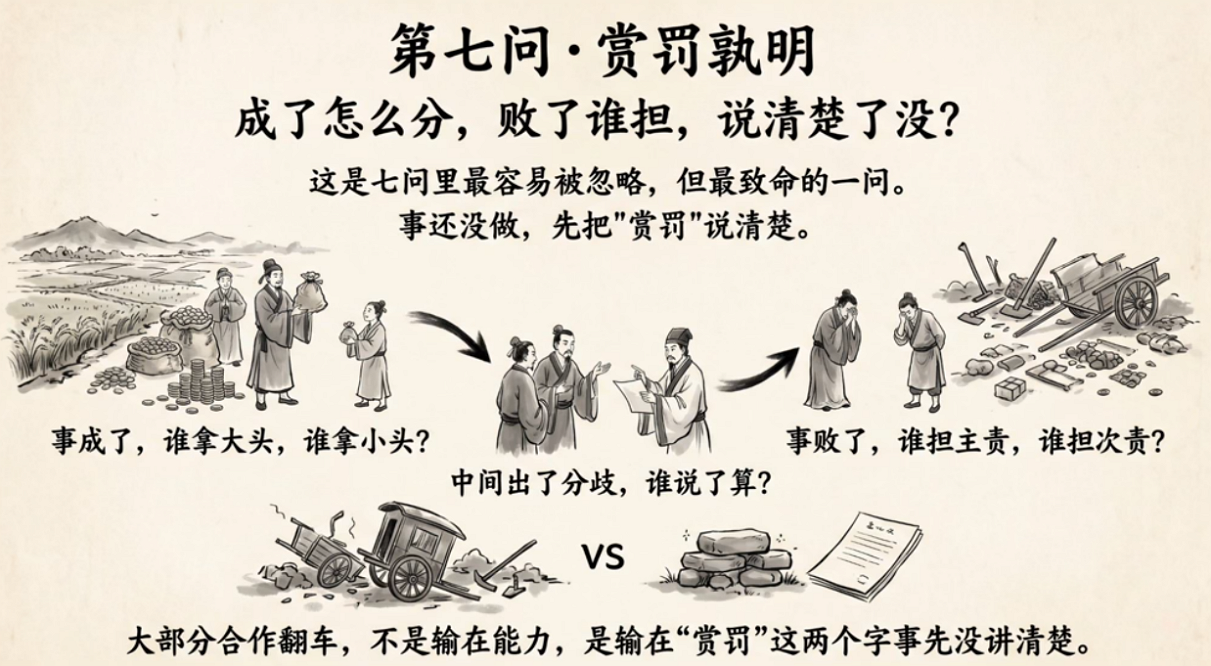 第七问·赏罚孰明
成了怎么分，败了谁担，说清楚了没？
这是七问里最容易被忽略，但最致命的一问。
事还没做，先把"赏罚"说清楚。
事成了，谁拿大头，谁拿小头？
中间出了分歧，谁说了算？
事败了，谁担主责，谁担次责？
VS
大部分合作翻车，不是输在能力，是输在“赏罚”这两个字事先没讲清楚。